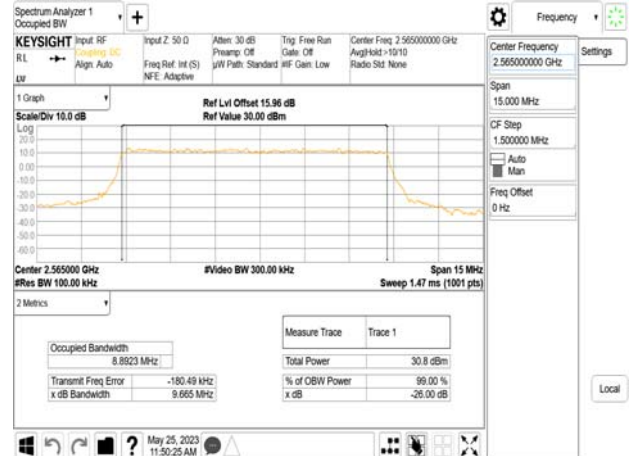 Spectrum Analyzer 1
Occupied BW
Frequency
KEYSIGHT
Input: RF
Coupling: DC
Align: Auto
Input Z: 50 Ω
Freq Ref: Int (S)
NFE: Adaptive
Atten: 30 dB
Preamp: Off
µW Path: Standard
Trig: Free Run
Gate: Off
#IF Gain: Low
Center Freq: 2.565000000 GHz
Avg|Hold:>10/10
Radio Std: None
RL
Center Frequency
2.565000000 GHz
Settings
Span
15.000 MHz
CF Step
1.500000 MHz
Auto
Man
Freq Offset
0 Hz
Local
1 Graph
Scale/Div 10.0 dB
Ref Lvl Offset 15.96 dB
Ref Value 30.00 dBm
Log
20.0
10.0
0.00
-10.0
-20.0
-30.0
-40.0
-50.0
-60.0
Center 2.565000 GHz
#Res BW 100.00 kHz
#Video BW 300.00 kHz
Span 15 MHz
Sweep 1.47 ms (1001 pts)
2 Metrics
Measure Trace Trace 1
Occupied Bandwidth
8.8923 MHz
Total Power 30.8 dBm
Transmit Freq Error -180.49 kHz
% of OBW Power 99.00 %
x dB Bandwidth 9.665 MHz
x dB -26.00 dB
?
May 25, 2023
11:50:25 AM